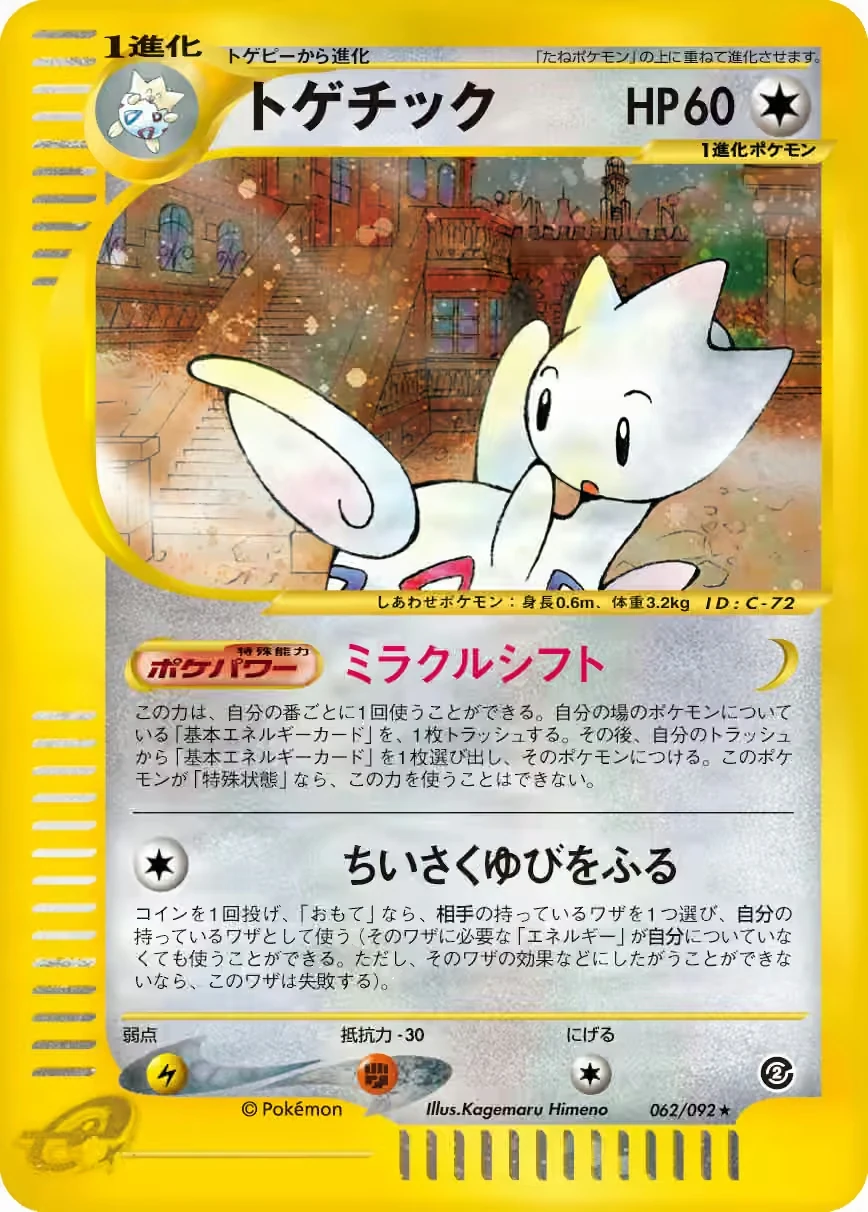 1進化
トゲピーから進化
「たねポケモン」の上に重ねて進化させます。
トゲチック
HP60
1進化ポケモン
しあわせポケモン：身長0.6m、体重3.2kg ID:C-72
特殊能力
ポケパワー
ミラクルシフト
この力は、自分の番ごとに1回使うことができる。自分の場のポケモンについて
いる「基本エネルギーカード」を、1枚トラッシュする。その後、自分のトラッシュ
から「基本エネルギーカード」を1枚選び出し、そのポケモンにつける。このポケ
モンが「特殊状態」なら、この力を使うことはできない。
ちいさくゆびをふる
コインを1回投げ、「おもて」なら、相手の持っているワザを1つ選び、自分の
持っているワザとして使う（そのワザに必要な「エネルギー」が自分についていな
くても使うことができる。ただし、そのワザの効果などにしたがうことができな
いなら、このワザは失敗する）。
弱点
抵抗力 -30
にげる
2
© Pokémon
Illus.Kagemaru Himeno
062/092★
e